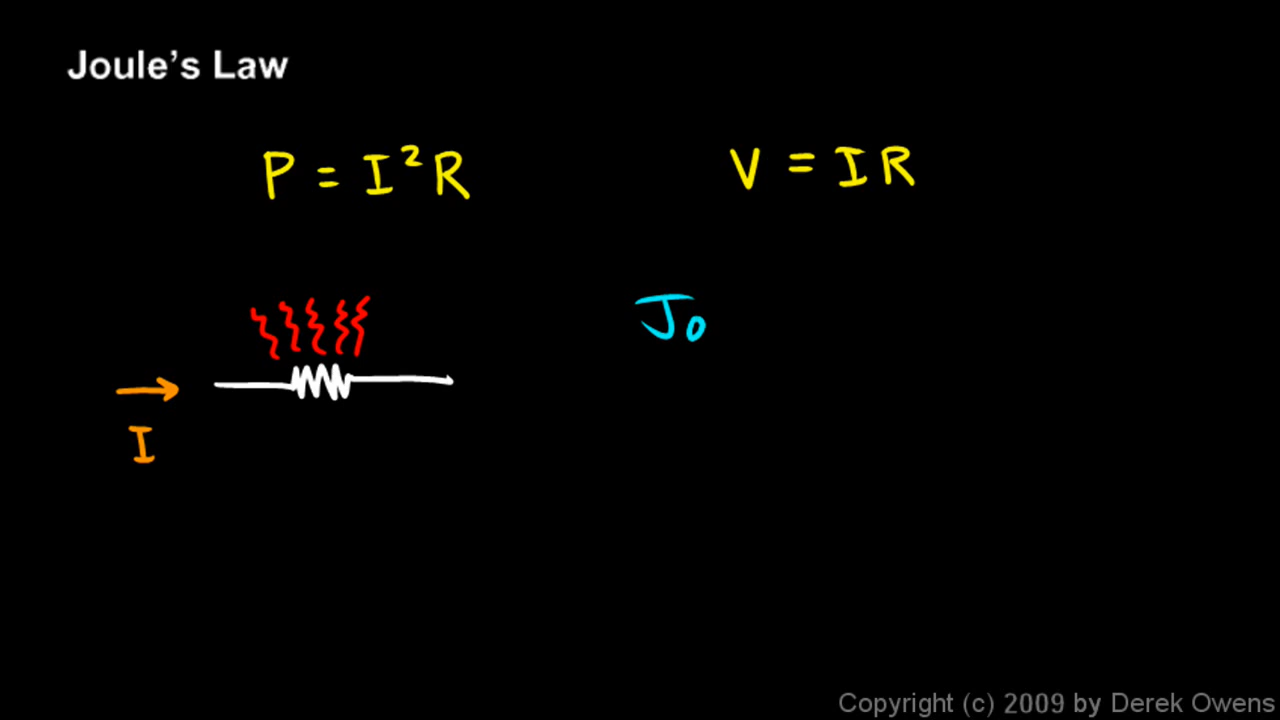 Joule's Law
P = I²R
V = IR
Jo
I
Copyright (c) 2009 by Derek Owens